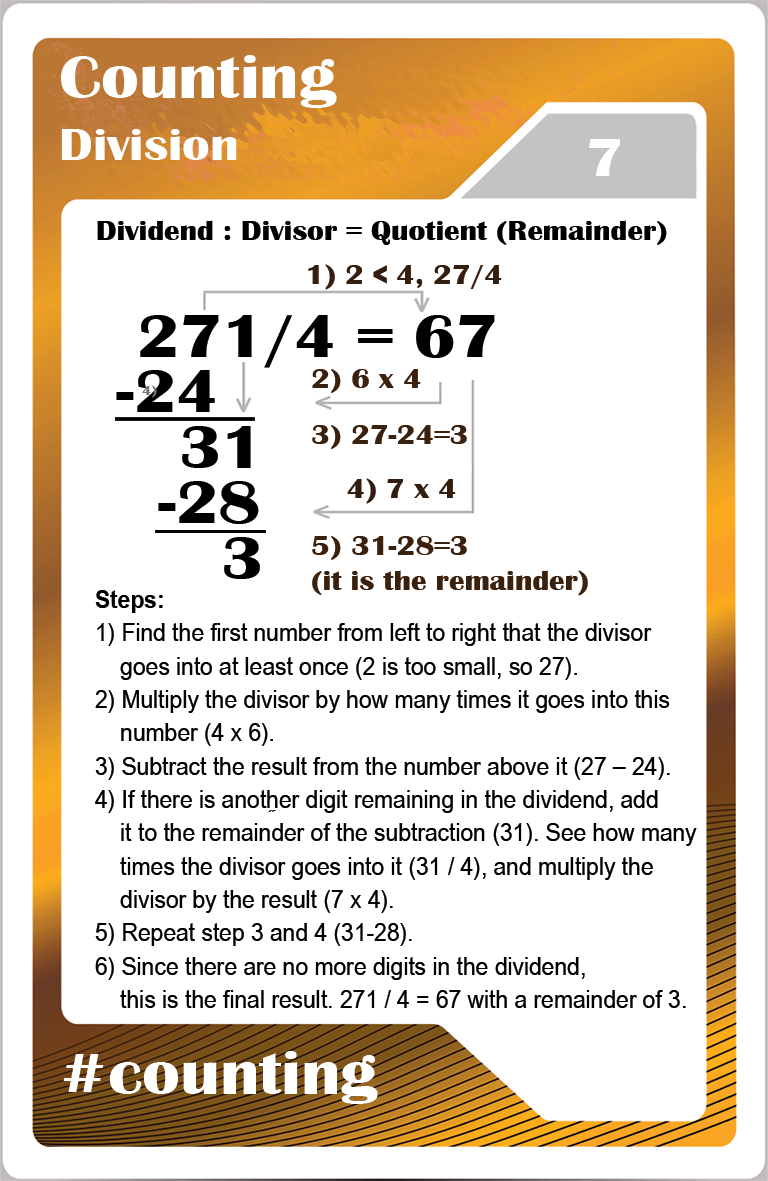 Counting
Division
7
Dividend : Divisor = Quotient (Remainder)
1) 2 < 4, 27/4
271/4 = 67
-24
4)
2) 6 x 4
31
3) 27-24=3
-28
4) 7 x 4
3
5) 31-28=3
(it is the remainder)
Steps:
1) Find the first number from left to right that the divisor
goes into at least once (2 is too small, so 27).
2) Multiply the divisor by how many times it goes into this
number (4 x 6).
3) Subtract the result from the number above it (27 – 24).
4) If there is another digit remaining in the dividend, add
it to the remainder of the subtraction (31). See how many
times the divisor goes into it (31 / 4), and multiply the
divisor by the result (7 x 4).
5) Repeat step 3 and 4 (31-28).
6) Since there are no more digits in the dividend,
this is the final result. 271 / 4 = 67 with a remainder of 3.
#counting